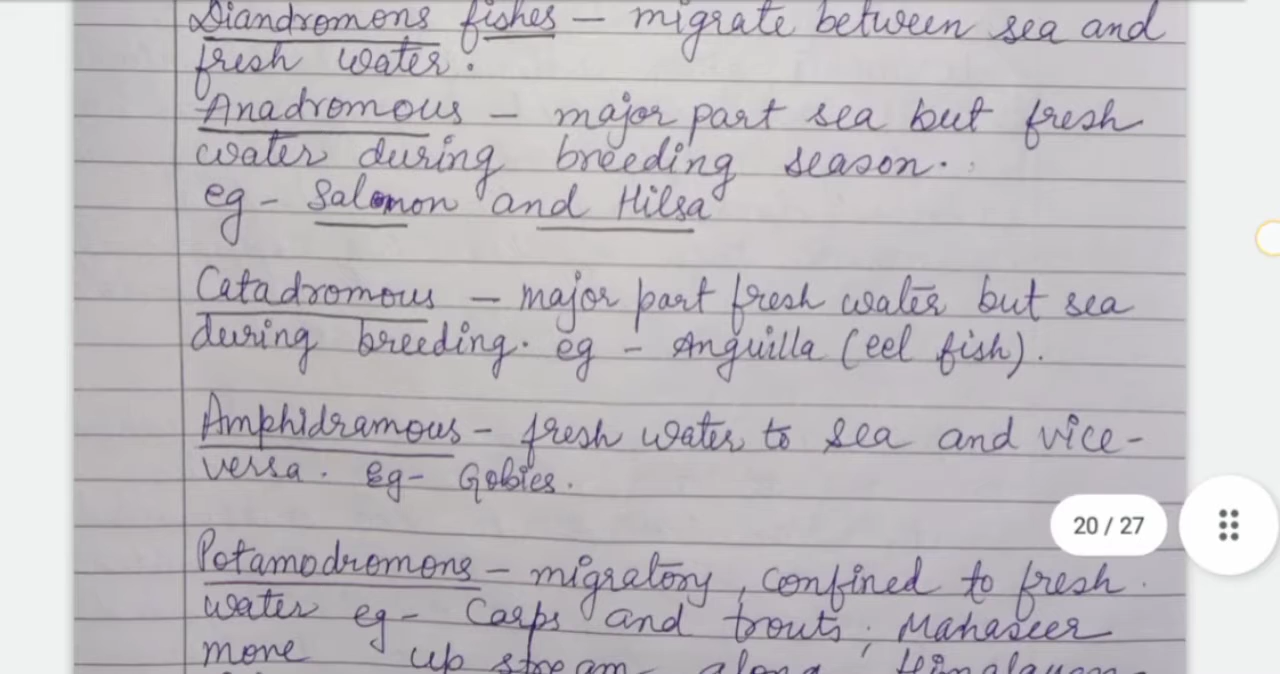 Diandromons fishes – migrate between sea and
fresh water.
Anadromous – major part sea but fresh
water during breeding season.
eg – Salomon and Hilsa
Catadromous – major part fresh water but sea
during breeding. eg – Anguilla (eel fish).
Amphidramous – fresh water to sea and vice-
versa. Eg – Gobies.
20 / 27
Potamodromons – migratory, confined to fresh
water eg – Carps and trouts, Mahaseer
move up stream along Himalayan